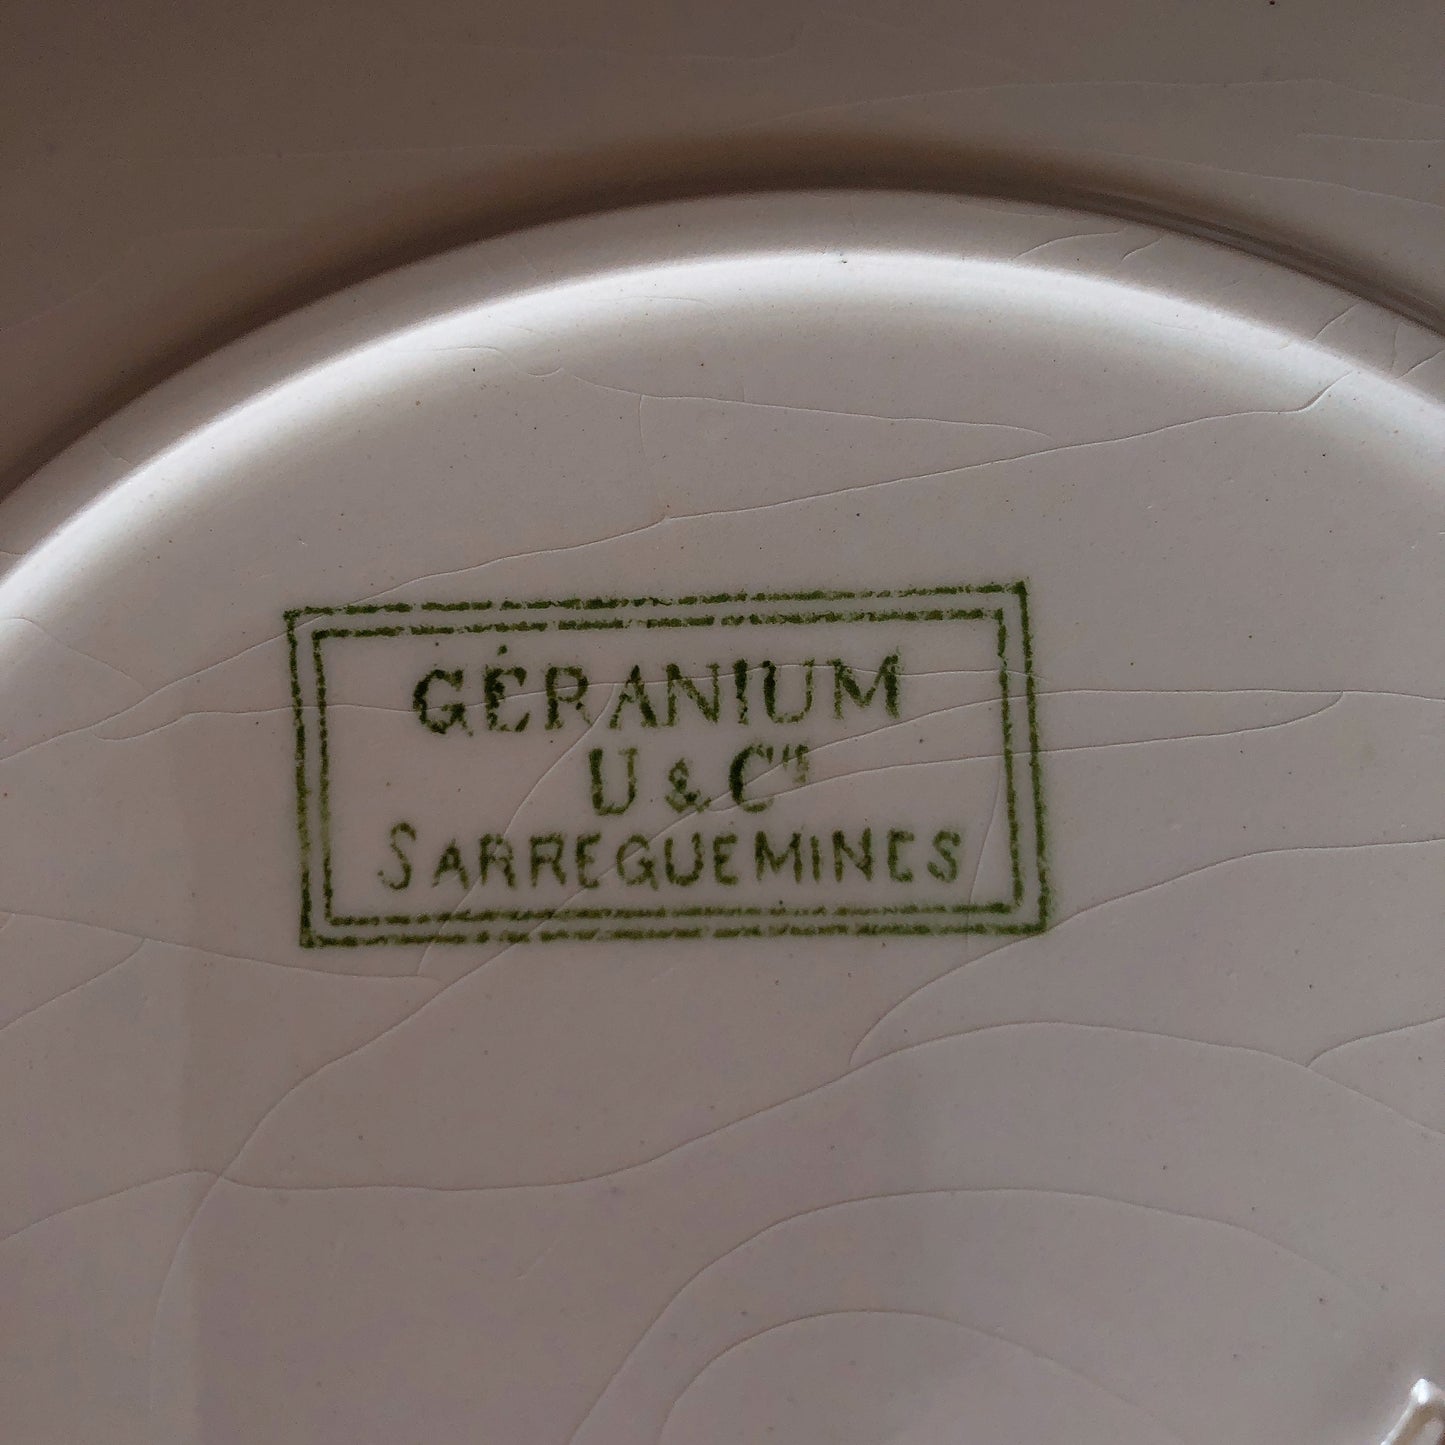 GÉRANIUM
U & Cie
SARREGUEMINES